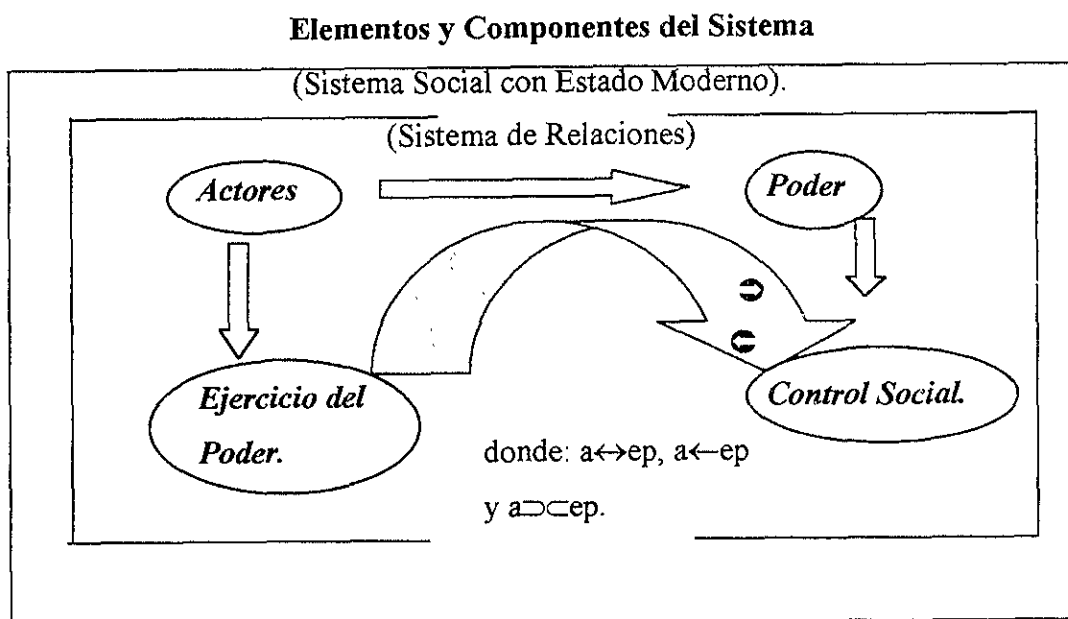 Elementos y Componentes del Sistema
(Sistema Social con Estado Moderno).
(Sistema de Relaciones)
Actores
Poder
Ejercicio del
Poder.
Control Social.
donde: a↔ep, a←ep
y a⊃⊂ep.